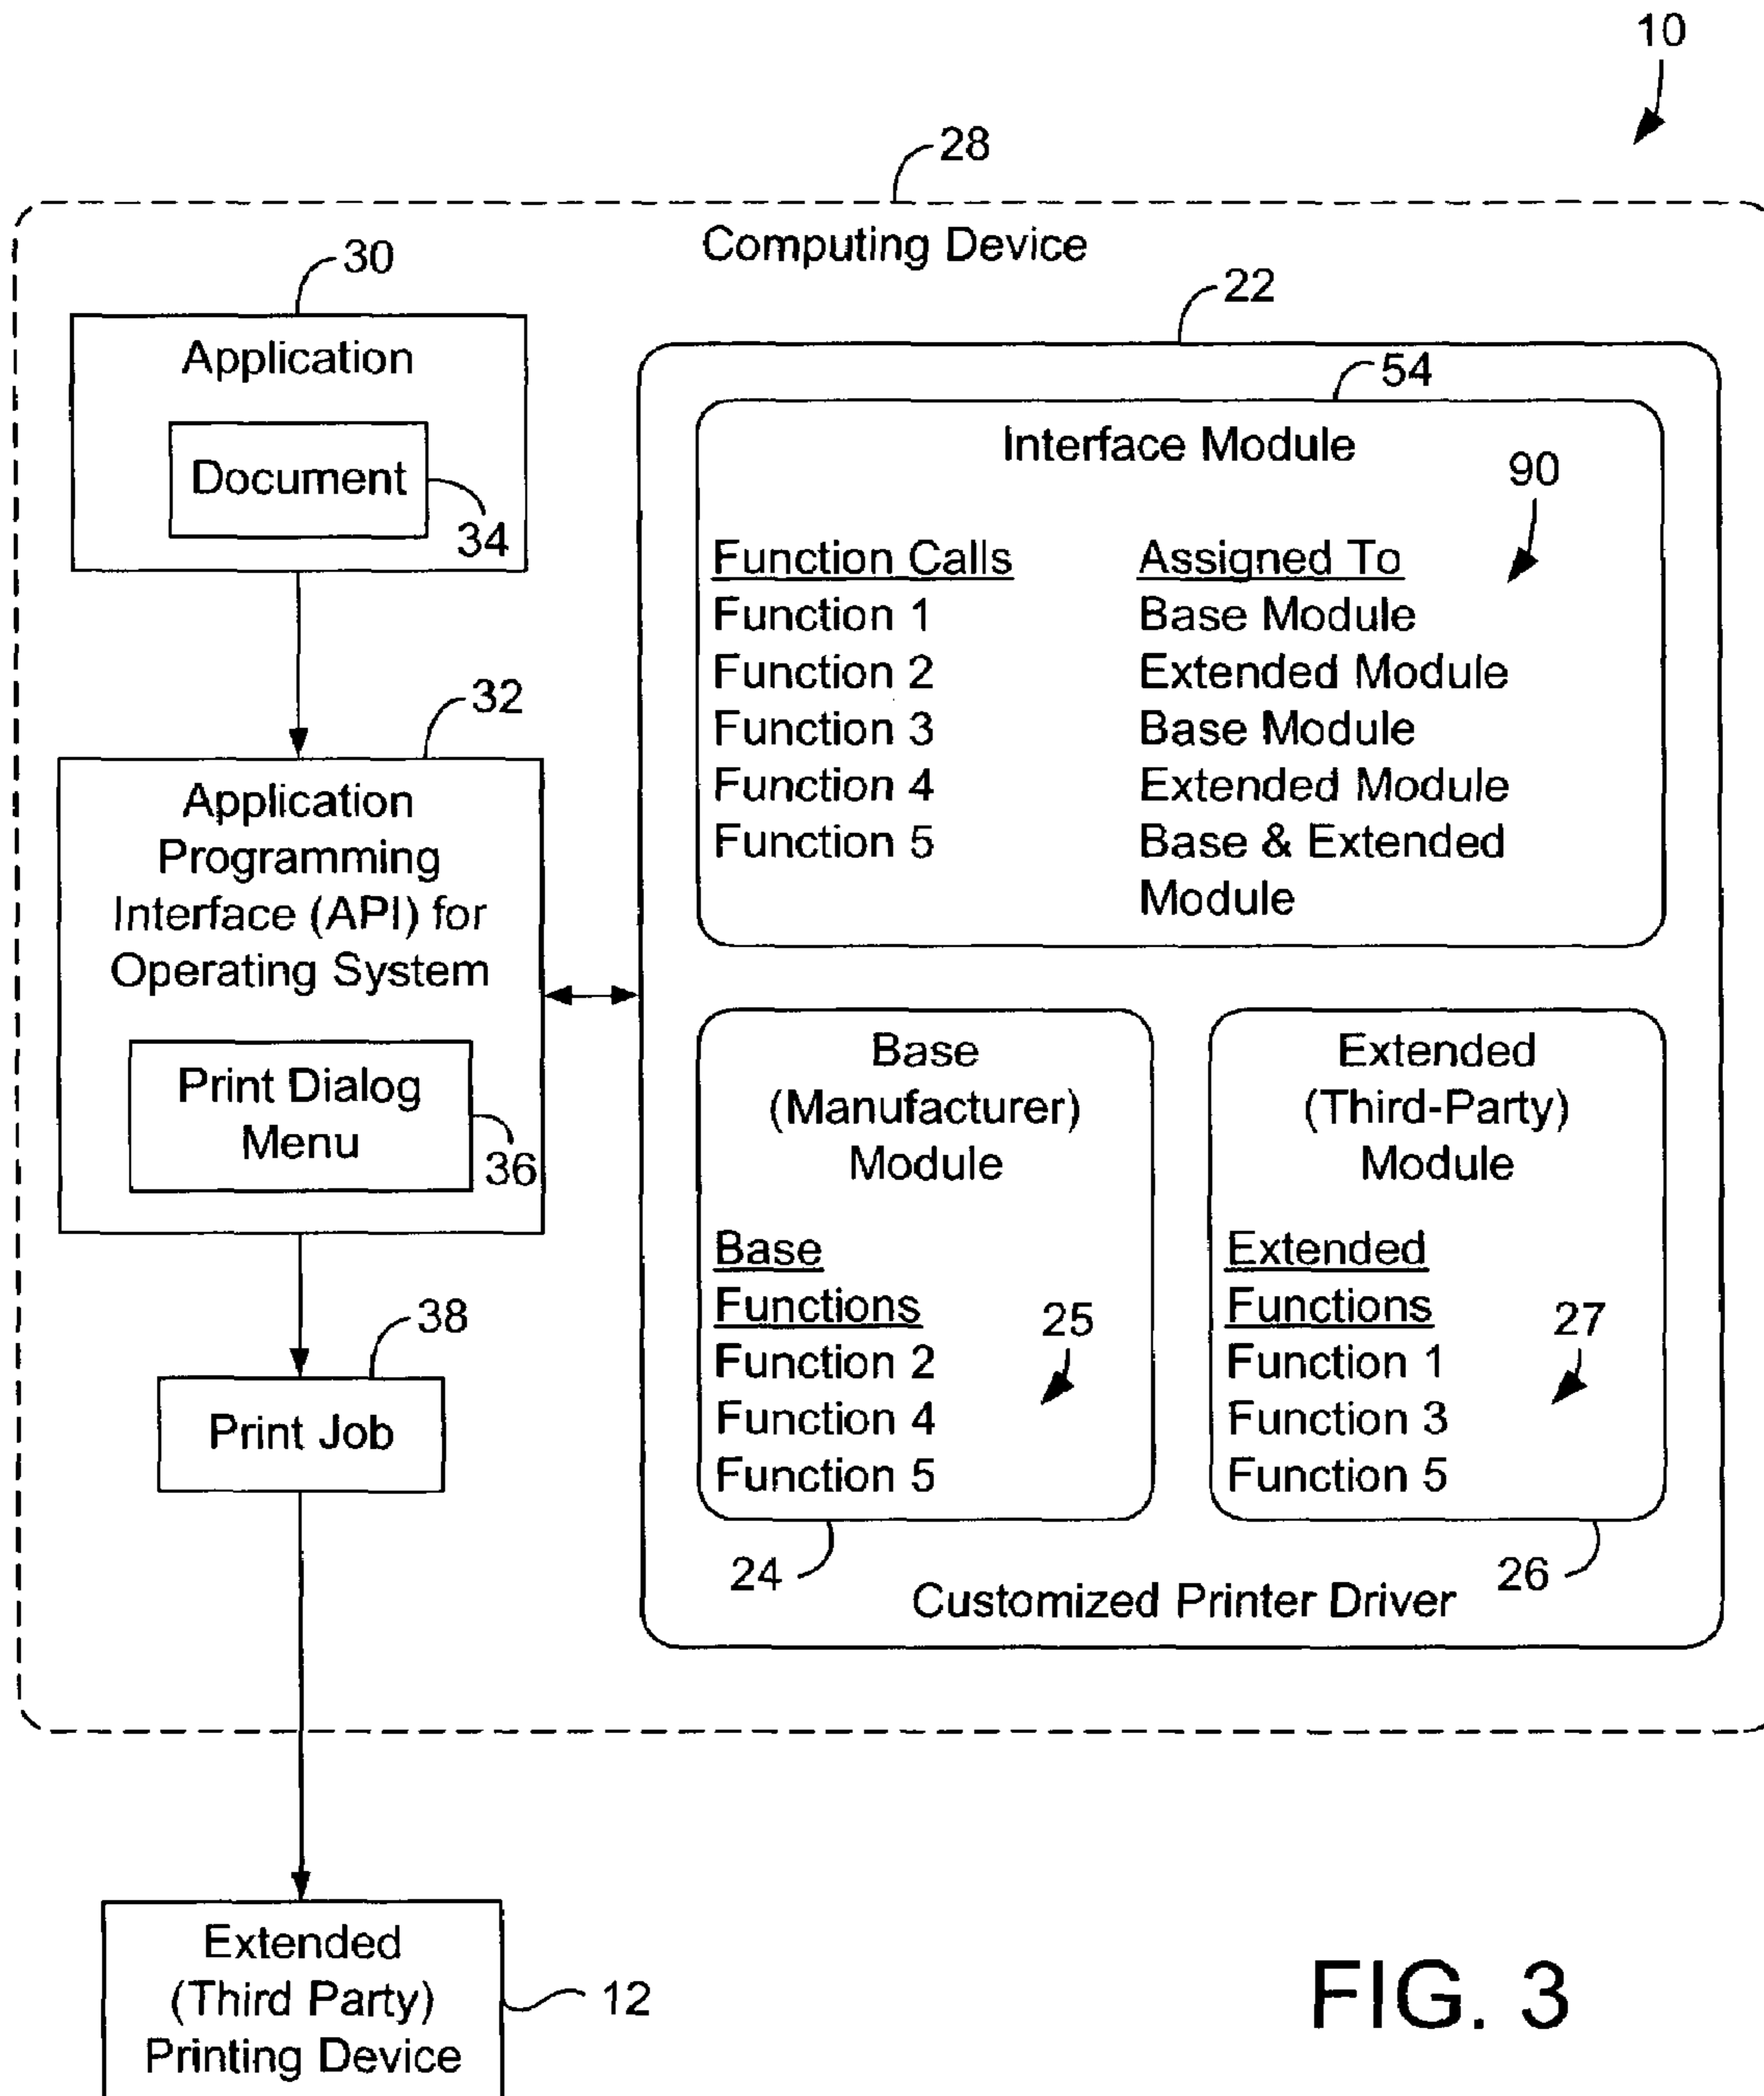 10
28
Computing Device
30
Application
Document
34
22
54
Interface Module
90
Function Calls Assigned To
Function 1 Base Module
Function 2 Extended Module
Function 3 Base Module
Function 4 Extended Module
Function 5 Base & Extended
Module
32
Application
Programming
Interface (API) for
Operating System
Print Dialog
Menu
36
Base
(Manufacturer)
Module
Base
Functions
25
Function 2
Function 4
Function 5
24
Extended
(Third-Party)
Module
Extended
Functions
27
Function 1
Function 3
Function 5
26
Customized Printer Driver
38
Print Job
Extended
(Third Party)
Printing Device
12
FIG. 3